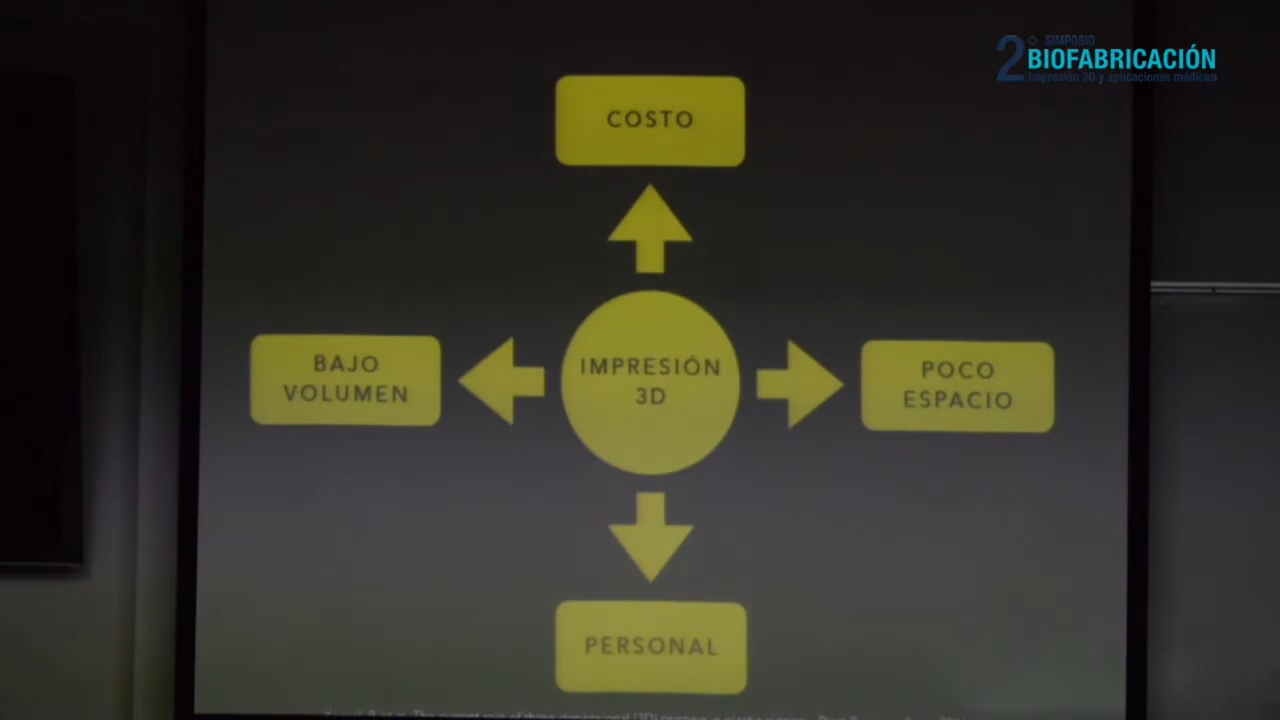 2° SIMPOSIO
BIOFABRICACIÓN
Impresión 3D y aplicaciones médicas
COSTO
BAJO
VOLUMEN
IMPRESIÓN
3D
POCO
ESPACIO
PERSONAL